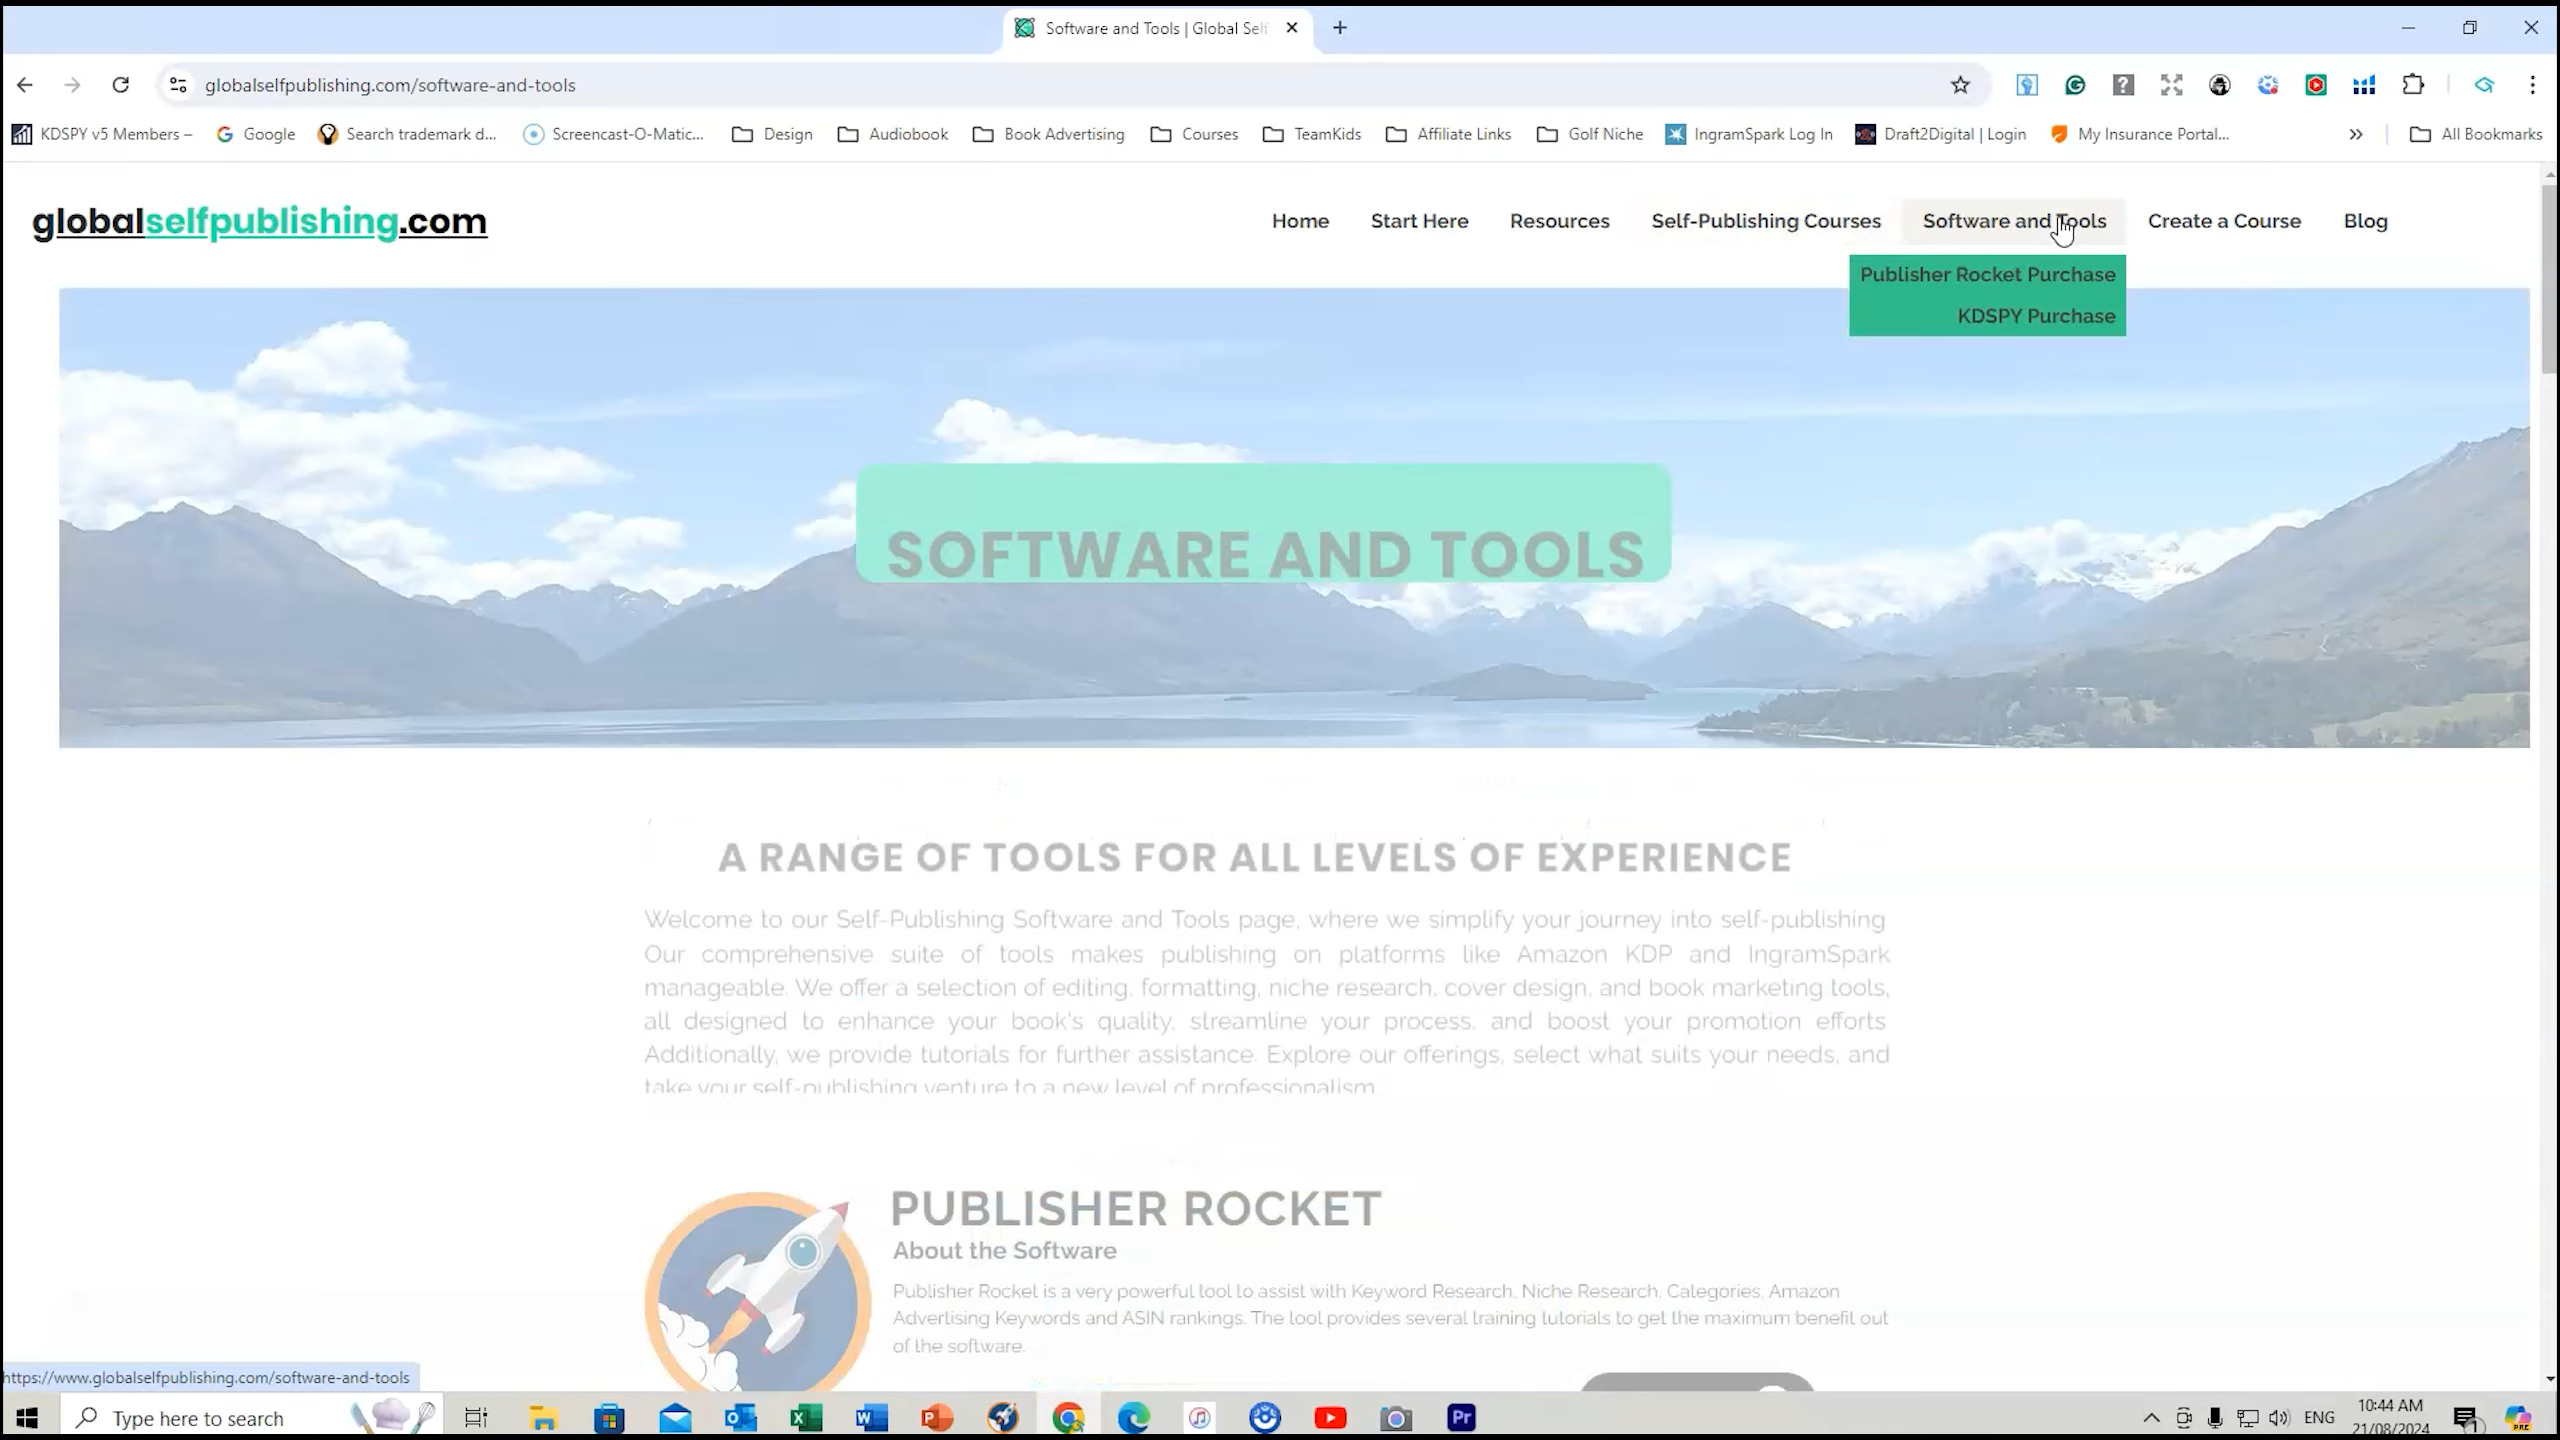 Software and Tools | Global Self
globalselfpublishing.com/software-and-tools
KDSPY v5 Members –
Google
Search trademark d...
Screencast-O-Matic...
Design
Audiobook
Book Advertising
Courses
TeamKids
Affiliate Links
Golf Niche
IngramSpark Log In
Draft2Digital | Login
My Insurance Portal...
All Bookmarks
globalselfpublishing.com
Home
Start Here
Resources
Self-Publishing Courses
Software and Tools
Create a Course
Blog
Publisher Rocket Purchase
KDSPY Purchase
SOFTWARE AND TOOLS
A RANGE OF TOOLS FOR ALL LEVELS OF EXPERIENCE
Welcome to our Self-Publishing Software and Tools page, where we simplify your journey into self-publishing
Our comprehensive suite of tools makes publishing on platforms like Amazon KDP and IngramSpark
manageable. We offer a selection of editing, formatting, niche research, cover design, and book marketing tools,
all designed to enhance your book's quality, streamline your process, and boost your promotion efforts
Additionally, we provide tutorials for further assistance. Explore our offerings, select what suits your needs, and
take your self-publishing venture to a new level of professionalism
PUBLISHER ROCKET
About the Software
Publisher Rocket is a very powerful tool to assist with Keyword Research, Niche Research, Categories, Amazon
Advertising Keywords and ASIN rankings. The tool provides several training tutorials to get the maximum benefit out
of the software.
https://www.globalselfpublishing.com/software-and-tools
Type here to search
ENG
10:44 AM
21/08/2024